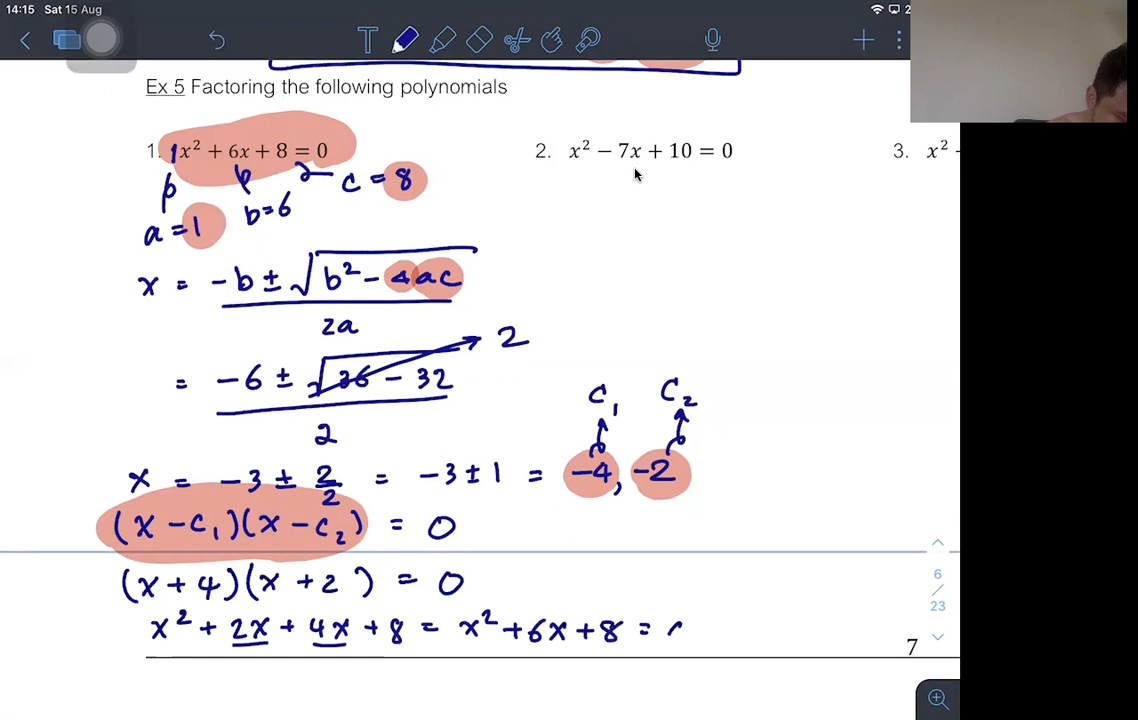 14:15 Sat 15 Aug
2
T
Ex 5 Factoring the following polynomials
1. 1x² + 6x + 8 = 0
2. x² − 7x + 10 = 0
3. x² −
c = 8
b=6
a = 1
x = −b ± √b² − 4ac
2a
= −6 ± √36 − 32
2
2
C₁ C₂
x = −3 ± 2/2 = −3 ± 1 = −4, −2
(x − c₁)(x − c₂) = 0
(x + 4)(x + 2) = 0
x² + 2x + 4x + 8 = x² + 6x + 8 =
6
/
23
7